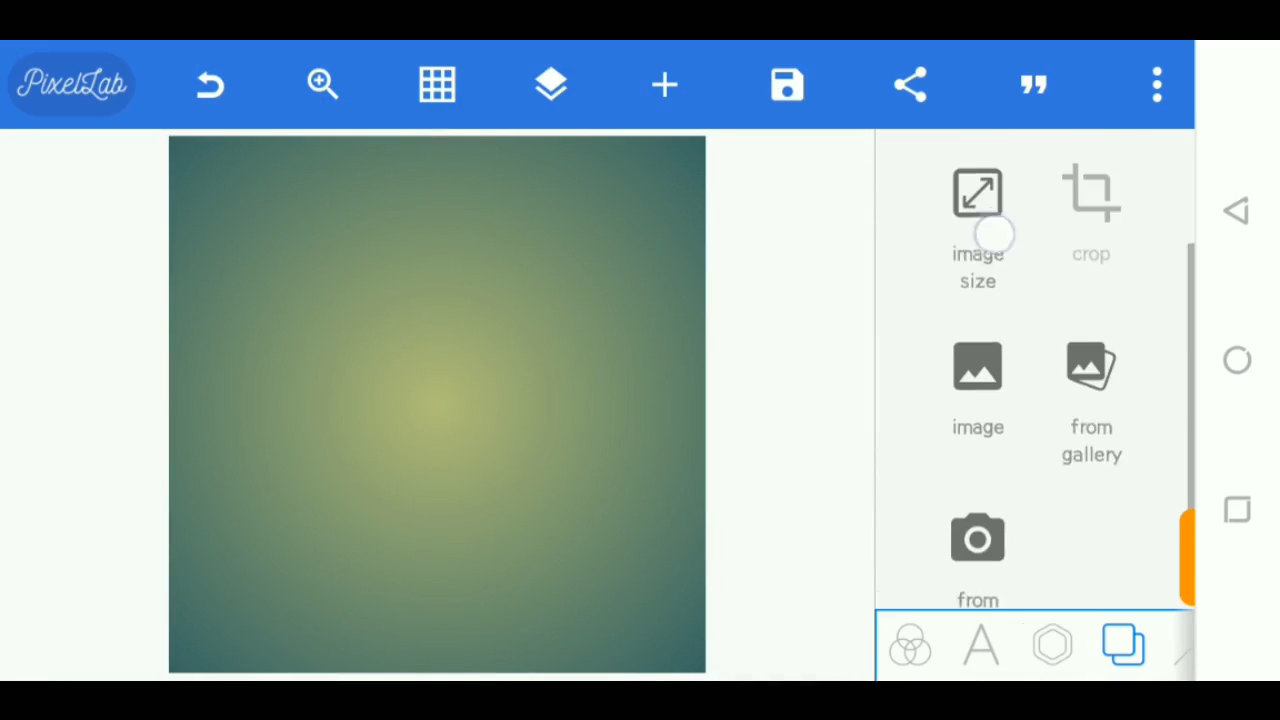 PixelLab
image
size
crop
image
from
gallery
from